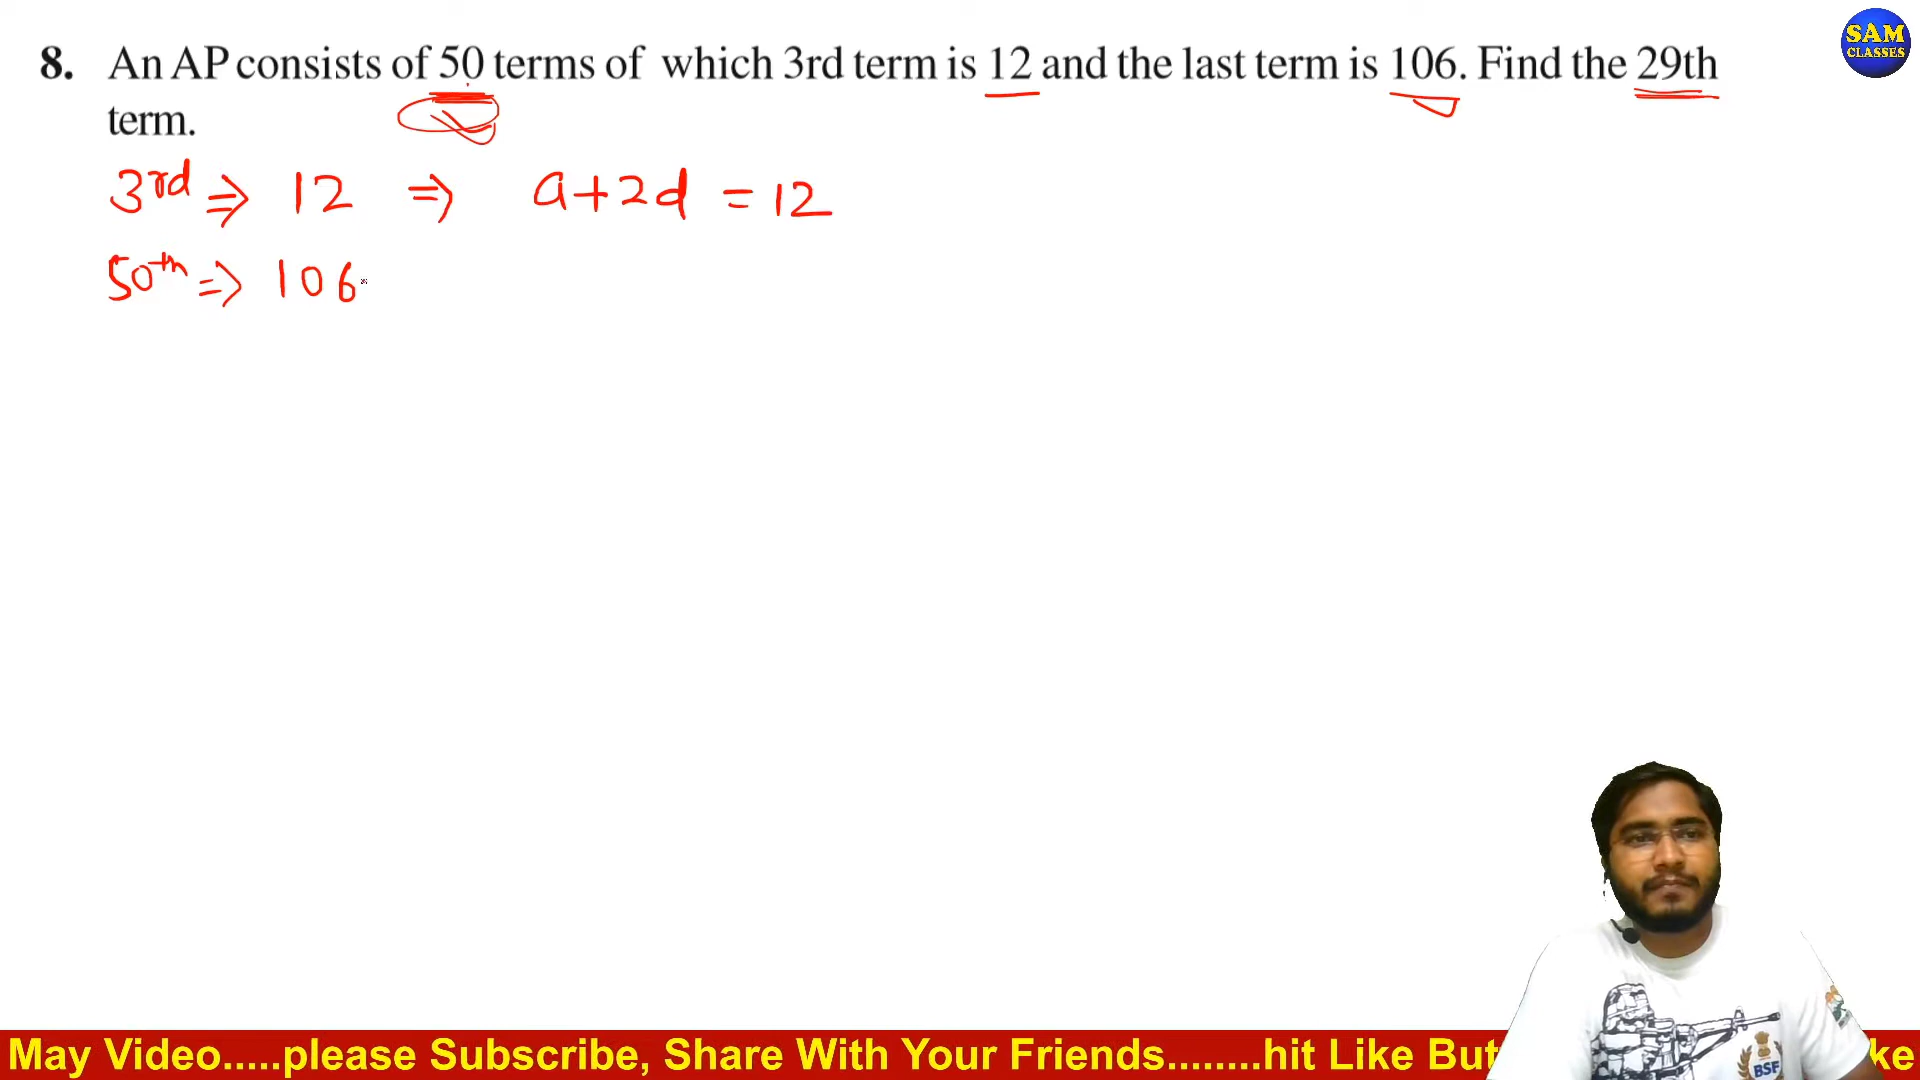 SAM
CLASSES
8. An AP consists of 50 terms of which 3rd term is 12 and the last term is 106. Find the 29th
term.
3rd ⇒ 12 ⇒ a+2d = 12
50th ⇒ 106
May Video.....please Subscribe, Share With Your Friends........hit Like But
ke
BSF